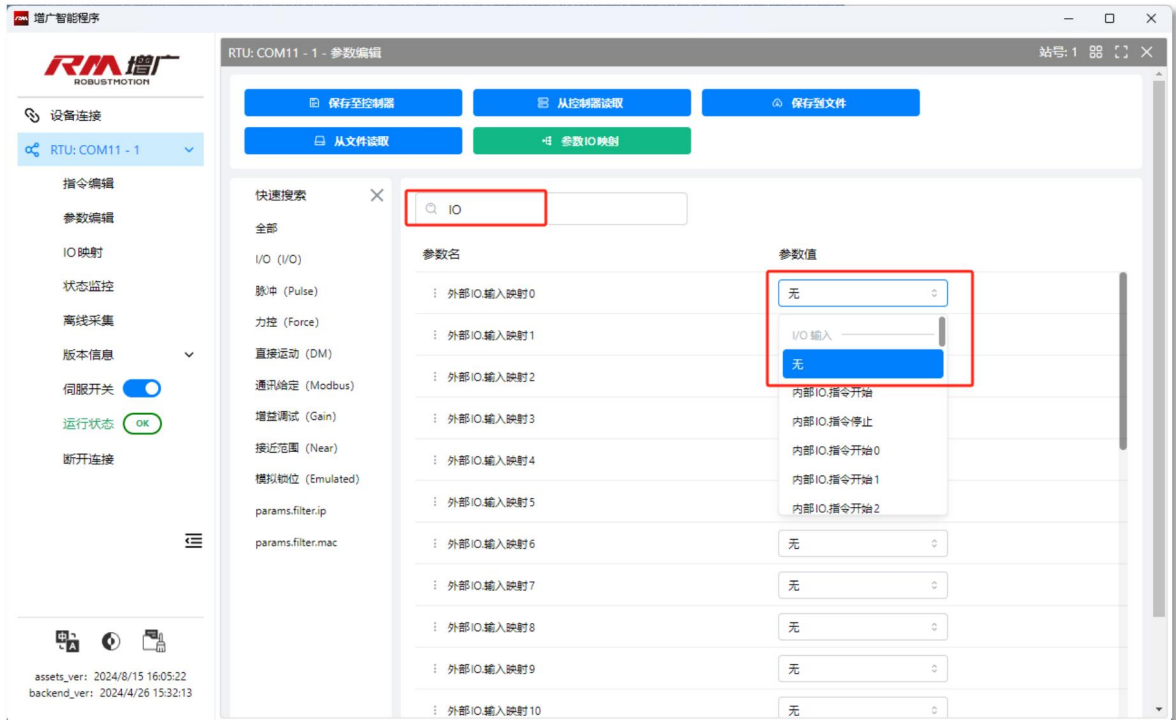 增广智能程序
RM 增广
ROBUSTMOTION
设备连接
RTU: COM11 - 1
指令编辑
参数编辑
IO映射
状态监控
离线采集
版本信息
伺服开关
运行状态 OK
断开连接
assets_ver: 2024/8/15 16:05:22
backend_ver: 2024/4/26 15:32:13
RTU: COM11 - 1 - 参数编辑
站号: 1
保存至控制器
从控制器读取
保存到文件
从文件读取
参数IO映射
快速搜索
全部
I/O (I/O)
脉冲 (Pulse)
力控 (Force)
直接运动 (DM)
通讯给定 (Modbus)
增益调试 (Gain)
接近范围 (Near)
模拟锁位 (Emulated)
params.filter.ip
params.filter.mac
IO
参数名 参数值
外部IO.输入映射0 无
外部IO.输入映射1
外部IO.输入映射2
外部IO.输入映射3
外部IO.输入映射4
外部IO.输入映射5
外部IO.输入映射6 无
外部IO.输入映射7 无
外部IO.输入映射8 无
外部IO.输入映射9 无
外部IO.输入映射10 无
I/O 输入
无
内部IO.指令开始
内部IO.指令停止
内部IO.指令开始0
内部IO.指令开始1
内部IO.指令开始2